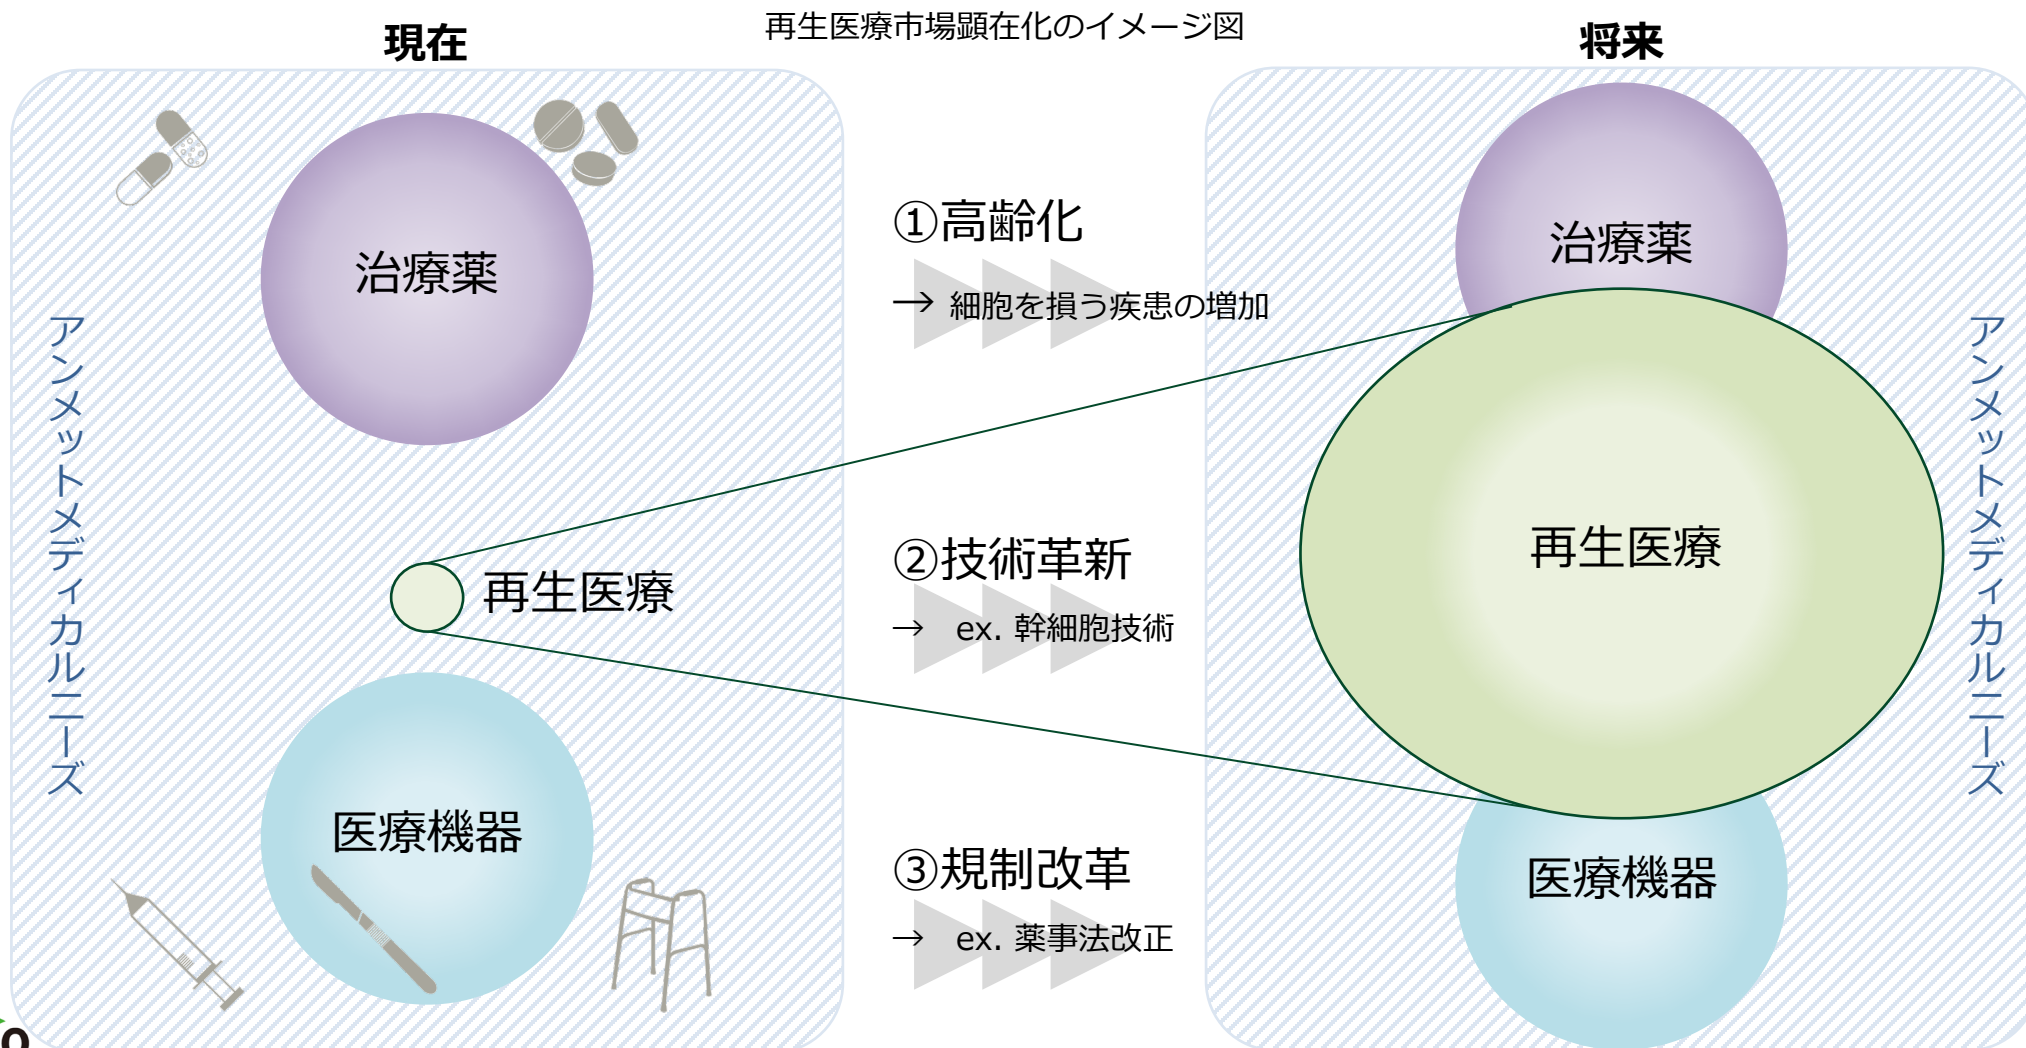 再生医療市場顕在化のイメージ図
現在
アンメットメディカルニーズ
治療薬
再生医療
医療機器
①高齢化
→ 細胞を損う疾患の増加
②技術革新
→ ex. 幹細胞技術
③規制改革
→ ex. 薬事法改正
将来
治療薬
再生医療
医療機器
アンメットメディカルニーズ